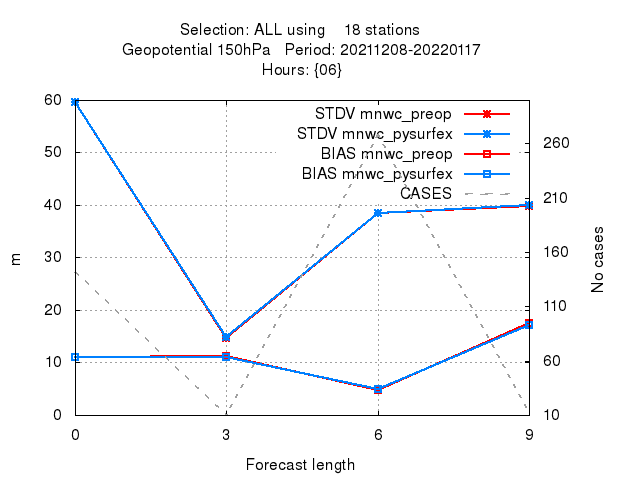 Selection: ALL using    18 stations
Geopotential 150hPa   Period: 20211208-20220117
Hours: {06}
STDV mnwc_preop
STDV mnwc_pysurfex
BIAS mnwc_preop
BIAS mnwc_pysurfex
CASES
60
50
40
30
20
10
0
m
260
210
160
110
60
10
No cases
0 3 6 9
Forecast length